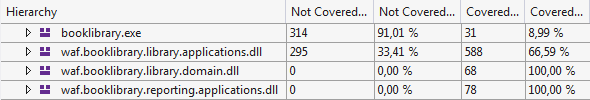 Hierarchy Not Covered... Not Covered... Covered... Covered...
booklibrary.exe 314 91,01 % 31 8,99 %
waf.booklibrary.library.applications.dll 295 33,41 % 588 66,59 %
waf.booklibrary.library.domain.dll 0 0,00 % 68 100,00 %
waf.booklibrary.reporting.applications.dll 0 0,00 % 78 100,00 %